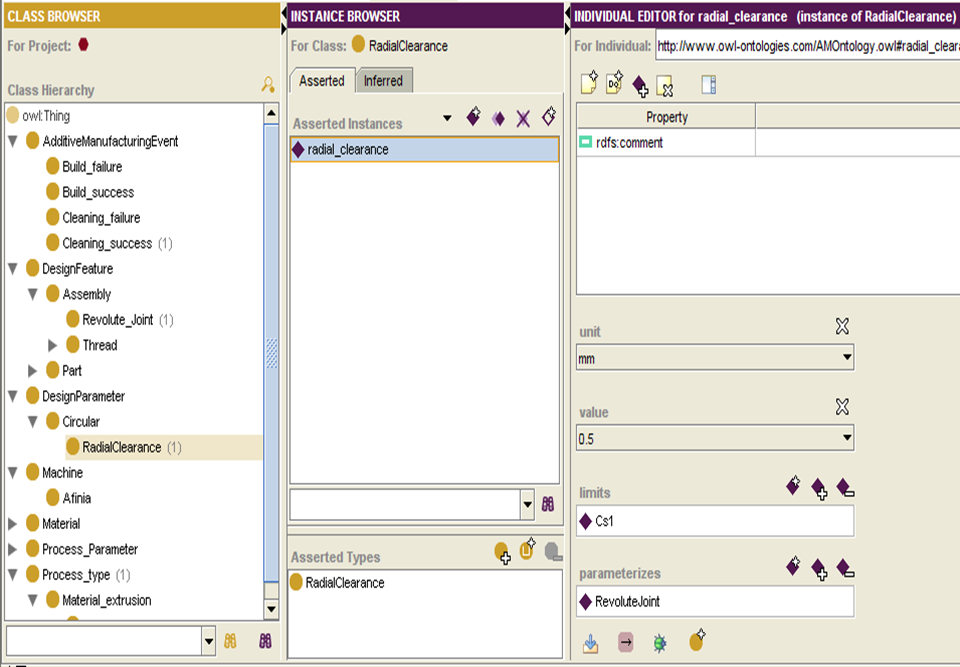 CLASS BROWSER
For Project:
Class Hierarchy
owl:Thing
AdditiveManufacturingEvent
Build_failure
Build_success
Cleaning_failure
Cleaning_success (1)
DesignFeature
Assembly
Revolute_Joint (1)
Thread
Part
DesignParameter
Circular
RadialClearance (1)
Machine
Afinia
Material
Process_Parameter
Process_type (1)
Material_extrusion
INSTANCE BROWSER
For Class: RadialClearance
Asserted Inferred
Asserted Instances
radial_clearance
Asserted Types
RadialClearance
INDIVIDUAL EDITOR for radial_clearance (instance of RadialClearance)
For Individual: http://www.owl-ontologies.com/AMOntology.owl#radial_cleara
Property
rdfs:comment
unit
mm
value
0.5
limits
Cs1
parameterizes
RevoluteJoint